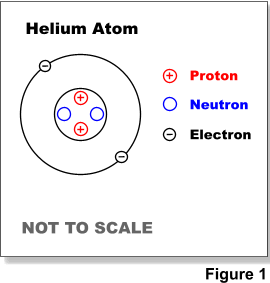 Helium Atom
Proton
Neutron
Electron
NOT TO SCALE
Figure 1